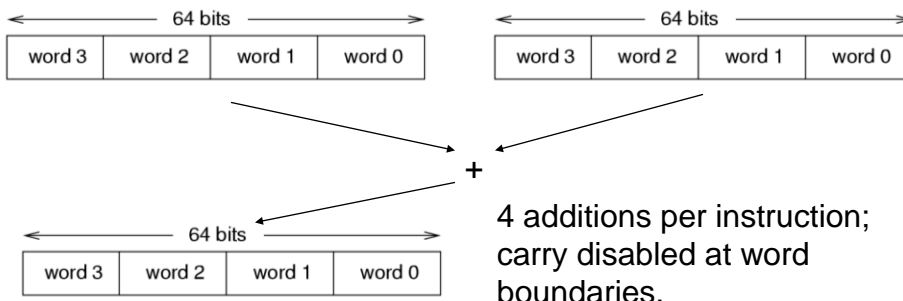 64 bits
word 3 word 2 word 1 word 0
64 bits
word 3 word 2 word 1 word 0
+
64 bits
word 3 word 2 word 1 word 0
4 additions per instruction;
carry disabled at word
boundaries.